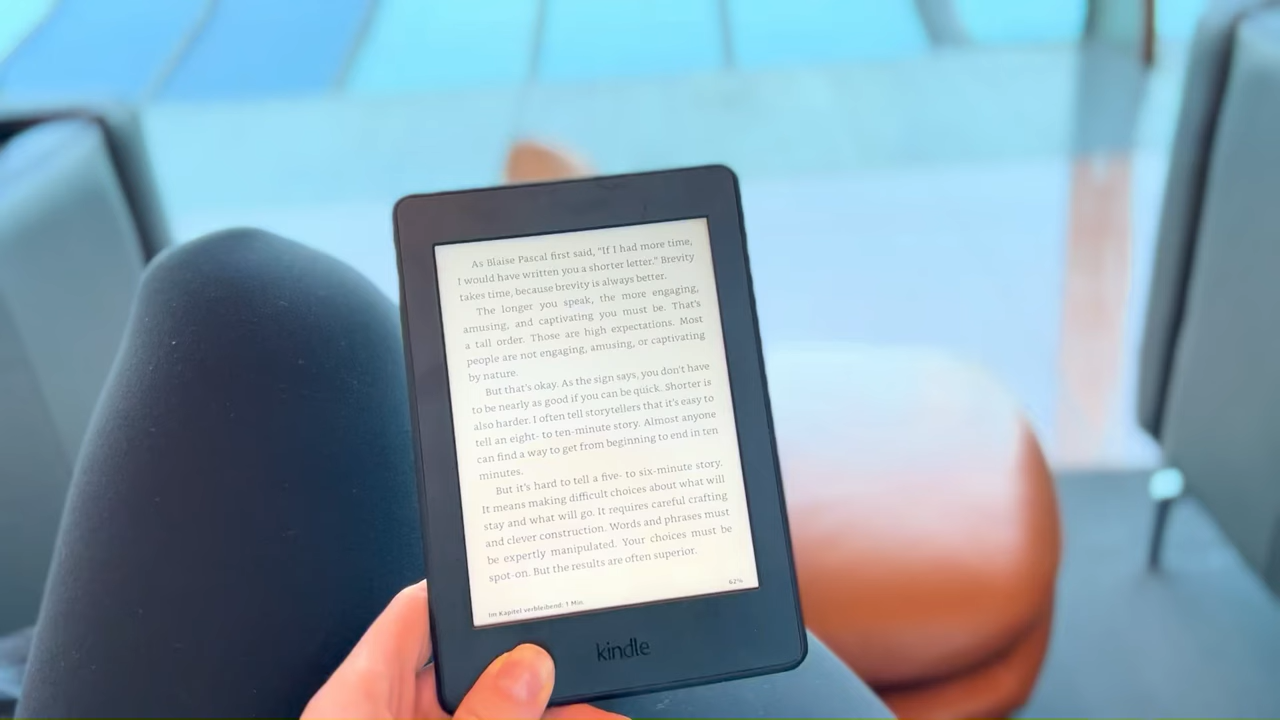 As Blaise Pascal first said, "If I had more time,
I would have written you a shorter letter." Brevity
takes time, because brevity is always better.
The longer you speak, the more engaging,
amusing, and captivating you must be. That's
a tall order. Those are high expectations. Most
people are not engaging, amusing, or captivating
by nature.
But that's okay. As the sign says, you don't have
to be nearly as good if you can be quick. Shorter is
also harder. I often tell storytellers that it's easy to
tell an eight- to ten-minute story. Almost anyone
can find a way to get from beginning to end in ten
minutes.
But it's hard to tell a five- to six-minute story.
It means making difficult choices about what will
stay and what will go. It requires careful crafting
and clever construction. Words and phrases must
be expertly manipulated. Your choices must be
spot-on. But the results are often superior.
Im Kapitel verbleibend: 1 Min. 62%
kindle